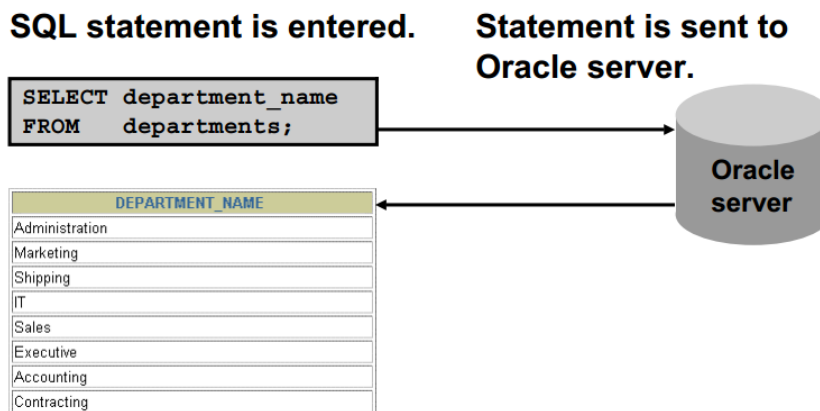 SQL statement is entered.
Statement is sent to
Oracle server.
SELECT department_name
FROM departments;
Oracle
server
DEPARTMENT_NAME
Administration
Marketing
Shipping
IT
Sales
Executive
Accounting
Contracting